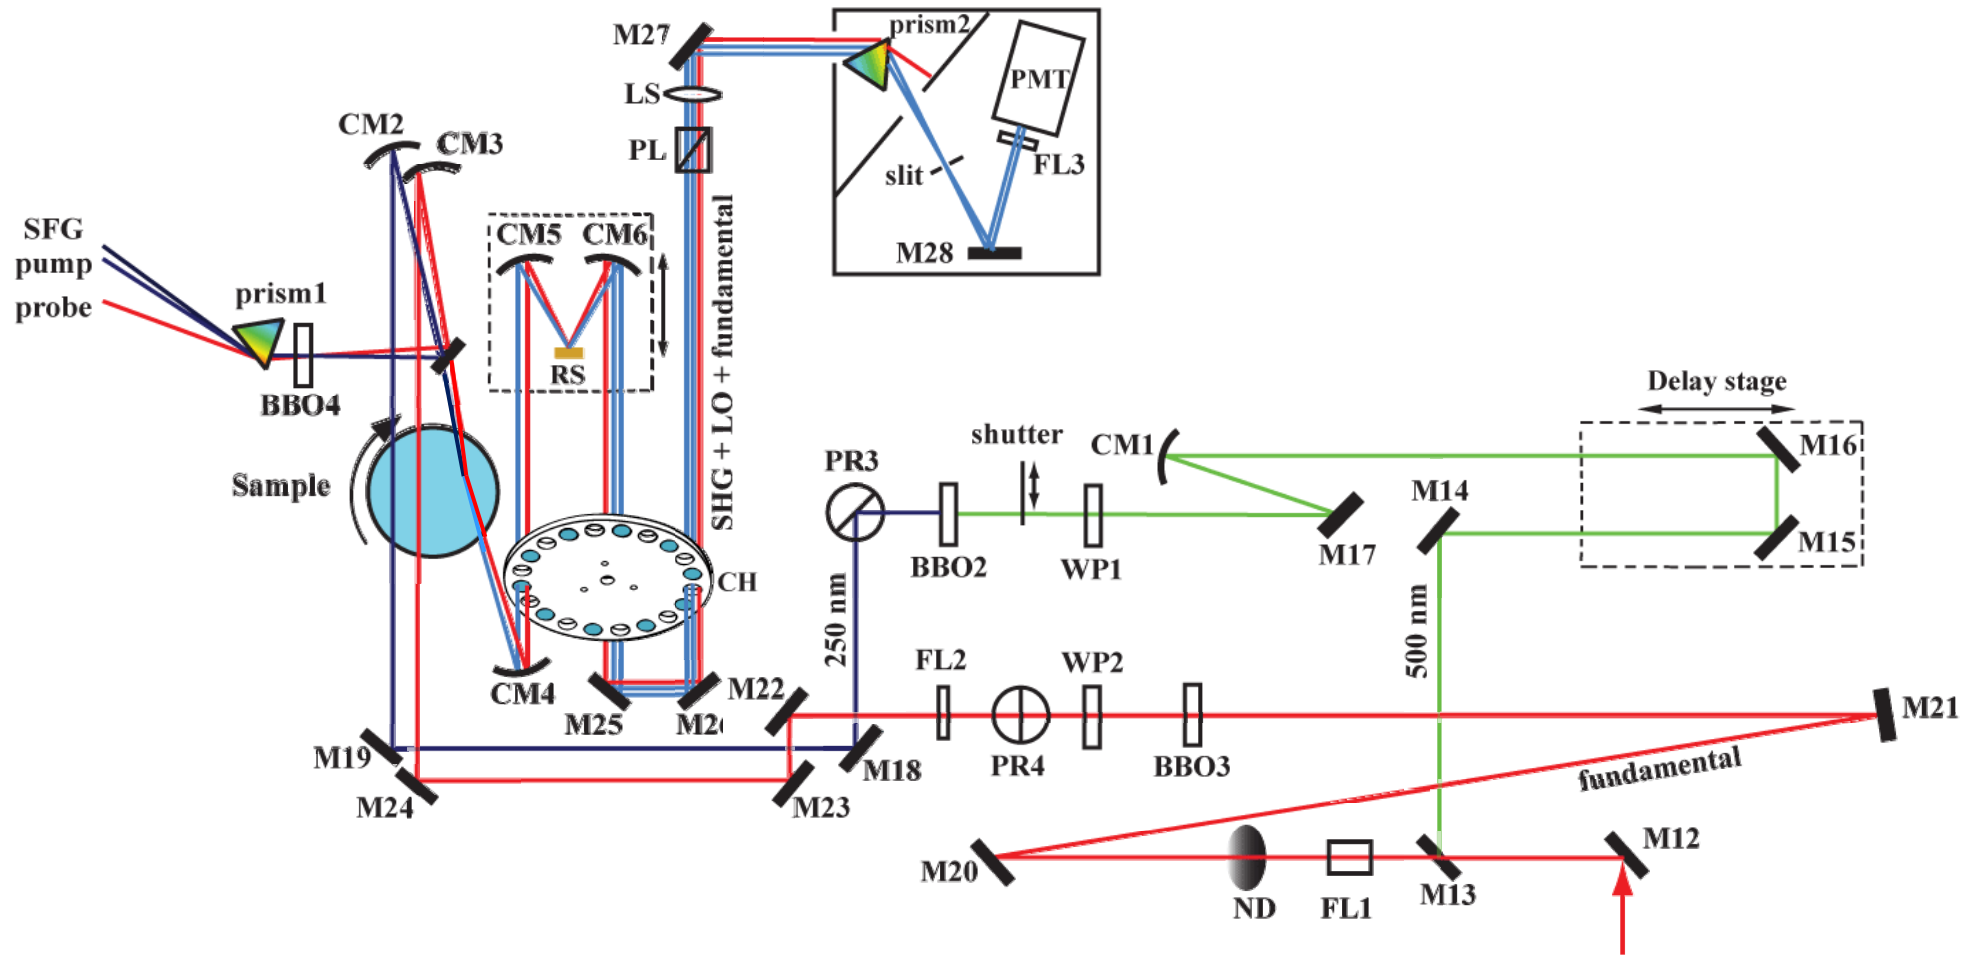 M27
prism2
LS
PMT
CM2
CM3
PL
FL3
slit
SFG
CM5
CM6
M28
pump
prism1
probe
RS
SHG + LO + fundamental
BBO4
Delay stage
shutter
CM1
M16
PR3
M14
Sample
M15
M17
BBO2
WP1
CH
250 nm
500 nm
FL2
WP2
CM4
M22
M21
M25
M2
M19
M18
PR4
BBO3
fundamental
M24
M23
M12
M20
M13
ND
FL1